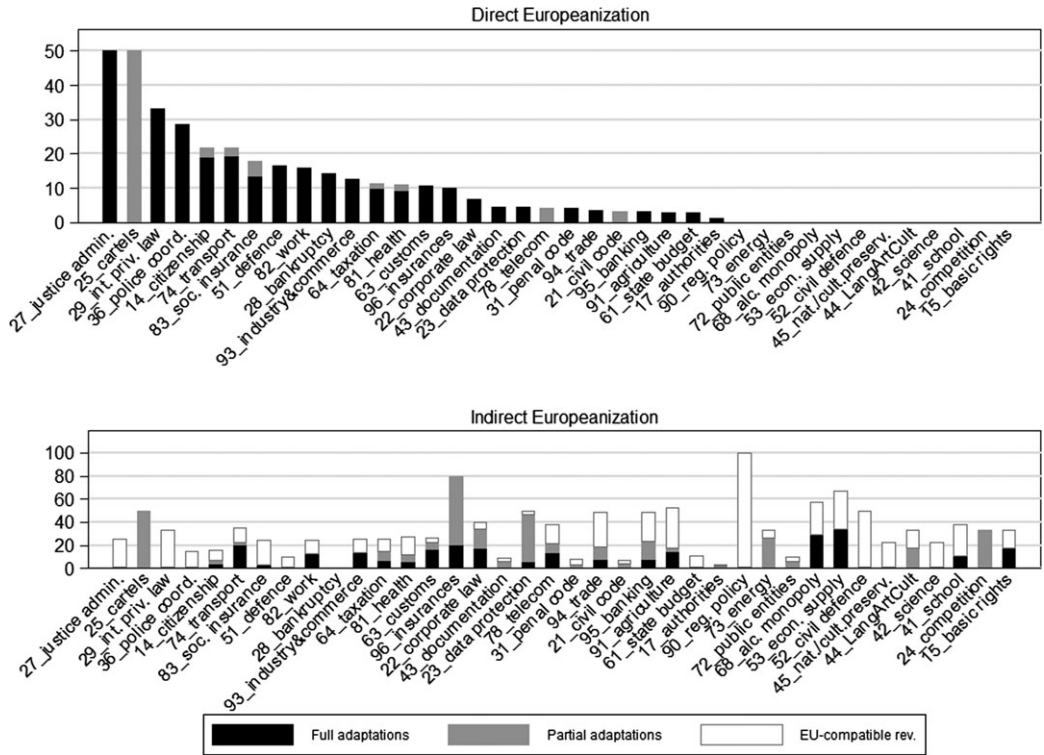 Direct Europeanization
50
40
30
20
10
0
27_justice admin.
25_cartels
29_int. priv. law
36_police coord.
14_citizenship
74_transport
83_soc. insurance
51_defence
82_work
28_bankruptcy
93_industry&commerce
64_taxation
81_health
63_customs
96_insurances
22_corporate law
43_documentation
23_data protection
78_telecom
31_penal code
94_trade
21_civil code
95_banking
91_agriculture
61_state budget
17_authorities
90_reg. policy
73_energy
72_public entities
68_alc. monopoly
53_econ. supply
52_civil defence
45_nat./cult.preserv.
44_LangArtCult
42_science
41_school
24_competition
15_basic rights
Indirect Europeanization
100
80
60
40
20
0
27_justice admin.
25_cartels
29_int. priv. law
36_police coord.
14_citizenship
74_transport
83_soc. insurance
51_defence
82_work
28_bankruptcy
93_industry&commerce
64_taxation
81_health
63_customs
96_insurances
22_corporate law
43_documentation
23_data protection
78_telecom
31_penal code
94_trade
21_civil code
95_banking
91_agriculture
61_state budget
17_authorities
90_reg. policy
73_energy
72_public entities
68_alc. monopoly
53_econ. supply
52_civil defence
45_nat./cult.preserv.
44_LangArtCult
42_science
41_school
24_competition
15_basic rights
Full adaptations
Partial adaptations
EU-compatible rev.